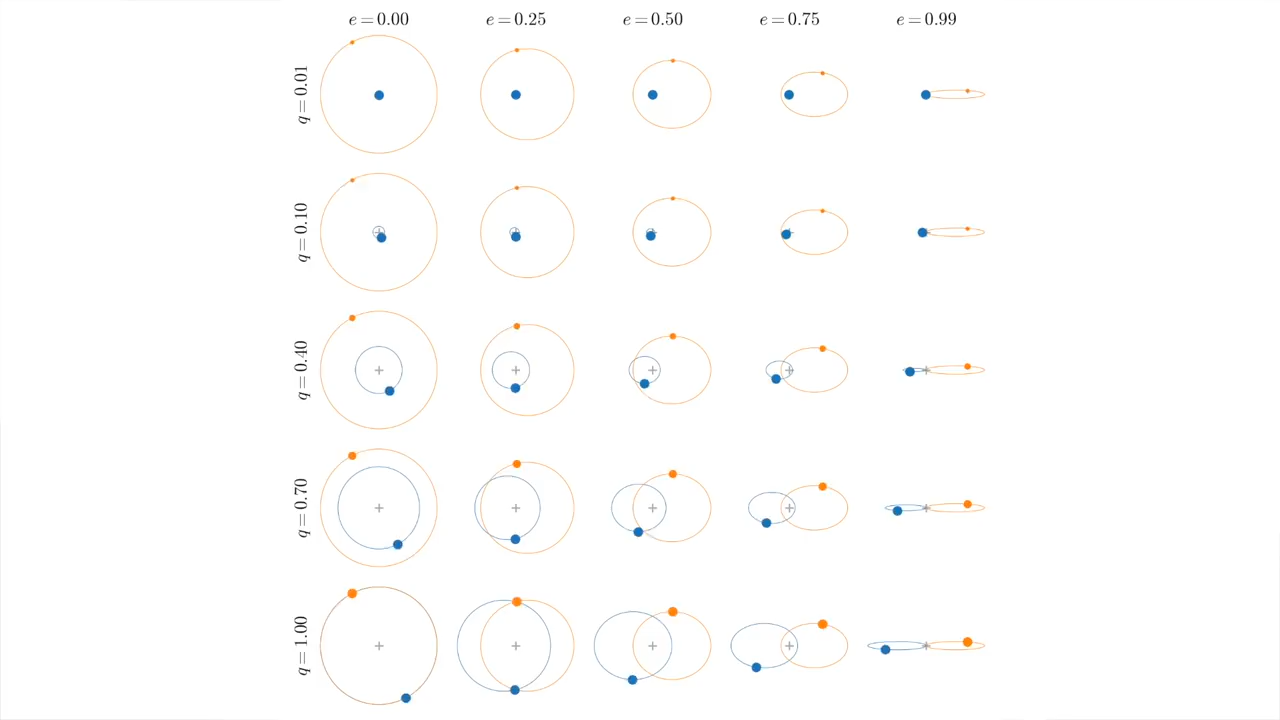 e = 0.00 e = 0.25 e = 0.50 e = 0.75 e = 0.99
q = 0.01
q = 0.10
q = 0.40
q = 0.70
q = 1.00